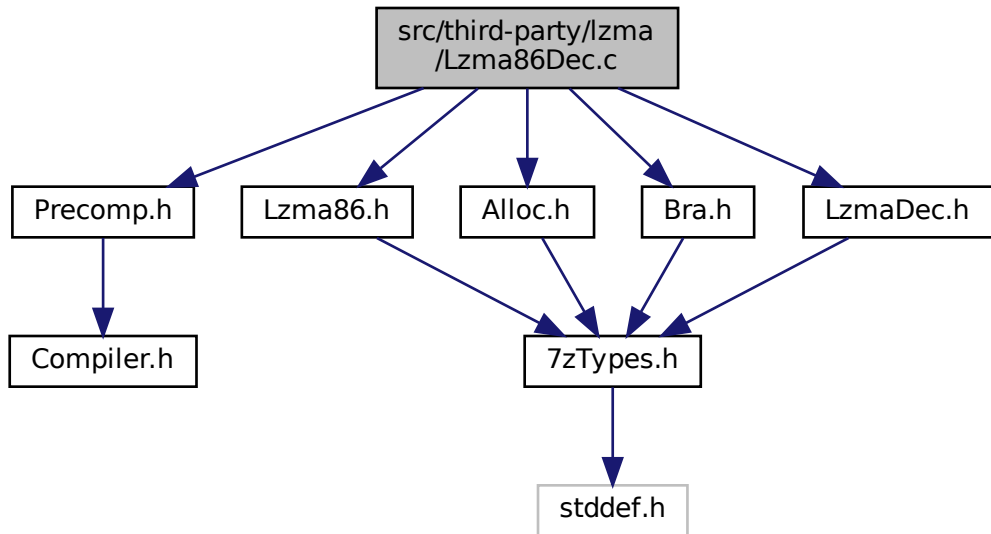 src/third-party/lzma
/Lzma86Dec.c
Precomp.h
Lzma86.h
Alloc.h
Bra.h
LzmaDec.h
Compiler.h
7zTypes.h
stddef.h